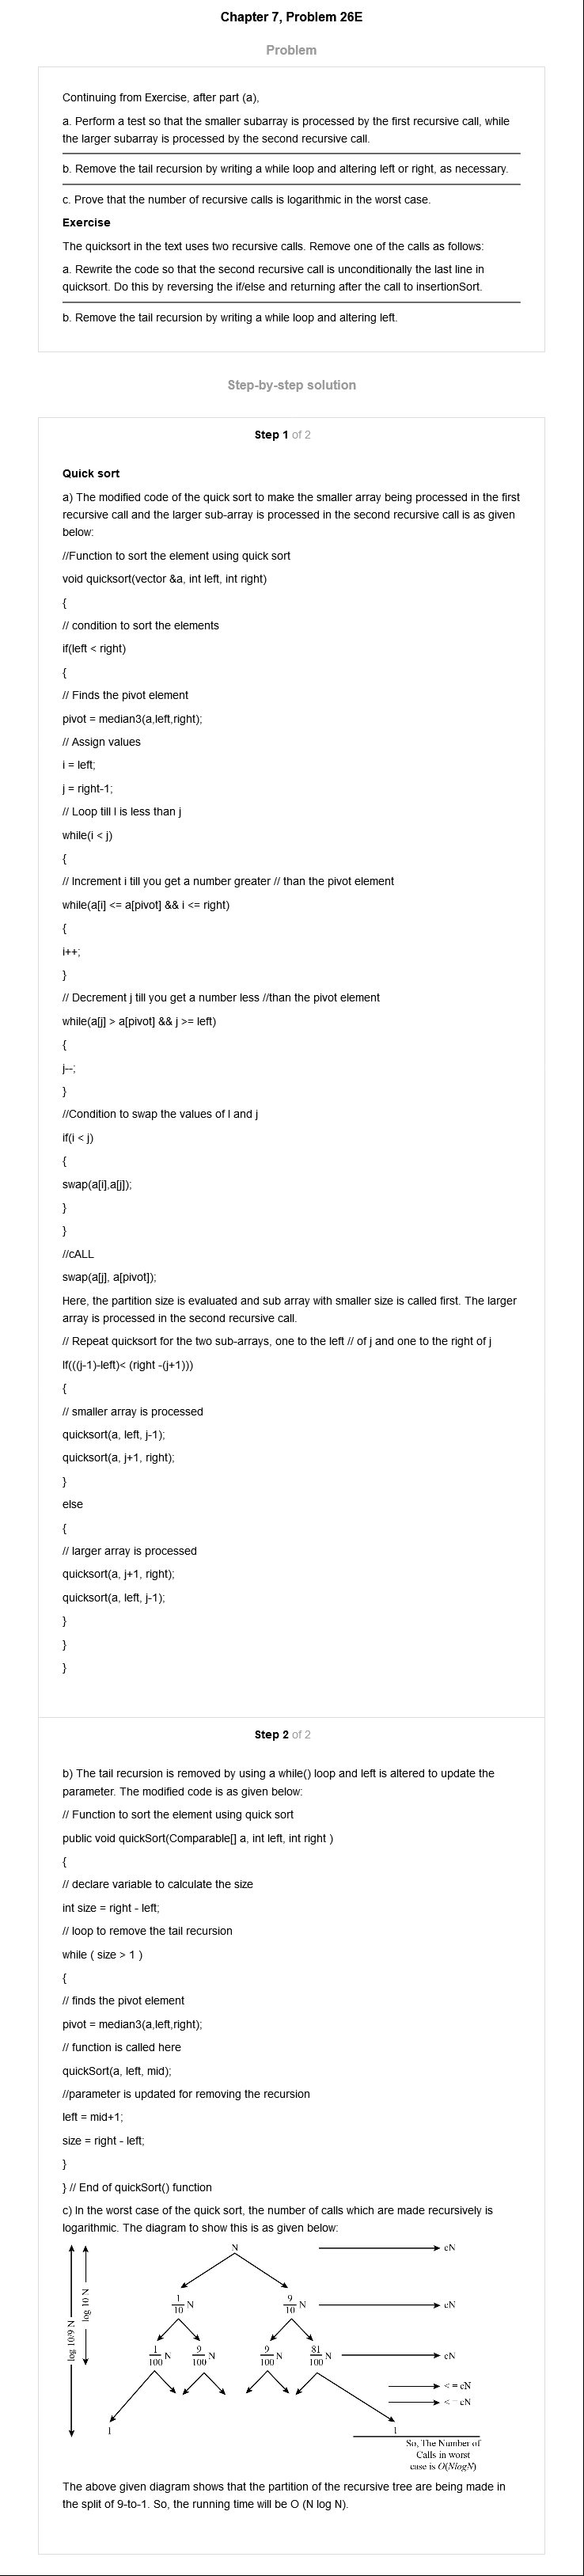 Chapter 7, Problem 26E
Problem
Continuing from Exercise, after part (a),
a. Perform a test so that the smaller subarray is processed by the first recursive call, while
the larger subarray is processed by the second recursive call.
b. Remove the tail recursion by writing a while loop and altering left or right, as necessary.
c. Prove that the number of recursive calls is logarithmic in the worst case.
Exercise
The quicksort in the text uses two recursive calls. Remove one of the calls as follows:
a. Rewrite the code so that the second recursive call is unconditionally the last line in
quicksort. Do this by reversing the if/else and returning after the call to insertionSort.
b. Remove the tail recursion by writing a while loop and altering left.
Step-by-step solution
Step 1 of 2
Quick sort
a) The modified code of the quick sort to make the smaller array being processed in the first
recursive call and the larger sub-array is processed in the second recursive call is as given
below:
//Function to sort the element using quick sort
void quicksort(vector &a, int left, int right)
{
// condition to sort the elements
if(left < right)
{
// Finds the pivot element
pivot = median3(a,left,right);
// Assign values
i = left;
j = right-1;
// Loop till I is less than j
while(i < j)
{
// Increment i till you get a number greater // than the pivot element
while(a[i] <= a[pivot] && i <= right)
{
i++;
}
// Decrement j till you get a number less //than the pivot element
while(a[j] > a[pivot] && j >= left)
{
j--;
}
//Condition to swap the values of I and j
if(i < j)
{
swap(a[i],a[j]);
}
}
//cALL
swap(a[j], a[pivot]);
Here, the partition size is evaluated and sub array with smaller size is called first. The larger
array is processed in the second recursive call.
// Repeat quicksort for the two sub-arrays, one to the left // of j and one to the right of j
If(((j-1)-left)< (right -(j+1)))
{
// smaller array is processed
quicksort(a, left, j-1);
quicksort(a, j+1, right);
}
else
{
// larger array is processed
quicksort(a, j+1, right);
quicksort(a, left, j-1);
}
}
}
Step 2 of 2
b) The tail recursion is removed by using a while() loop and left is altered to update the
parameter. The modified code is as given below:
// Function to sort the element using quick sort
public void quickSort(Comparable[] a, int left, int right )
{
// declare variable to calculate the size
int size = right - left;
// loop to remove the tail recursion
while ( size > 1 )
{
// finds the pivot element
pivot = median3(a,left,right);
// function is called here
quickSort(a, left, mid);
//parameter is updated for removing the recursion
left = mid+1;
size = right - left;
}
} // End of quickSort() function
c) In the worst case of the quick sort, the number of calls which are made recursively is
logarithmic. The diagram to show this is as given below:
N cN
log 10/9 N
log 10 N
1/10 N 9/10 N cN
1/100 N 9/100 N 9/100 N 81/100 N cN
< = cN
< = cN
1 1
So, The Number of
Calls in worst
case is O(NlogN)
The above given diagram shows that the partition of the recursive tree are being made in
the split of 9-to-1. So, the running time will be O (N log N).